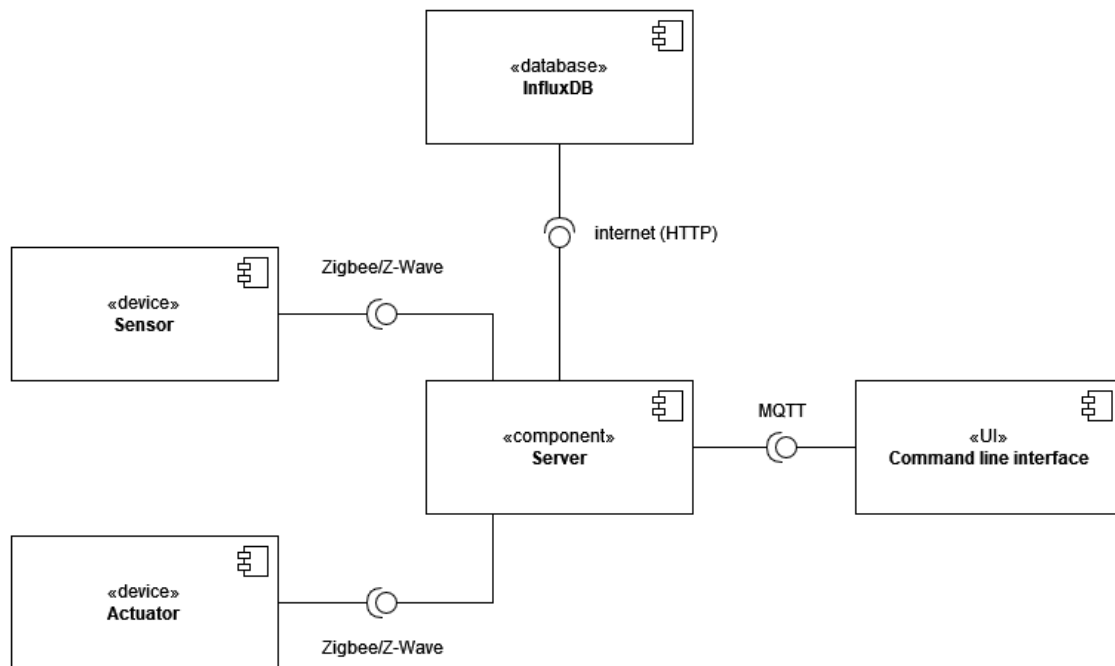 «database»
InfluxDB
internet (HTTP)
Zigbee/Z-Wave
«device»
Sensor
«component»
Server
MQTT
«UI»
Command line interface
«device»
Actuator
Zigbee/Z-Wave